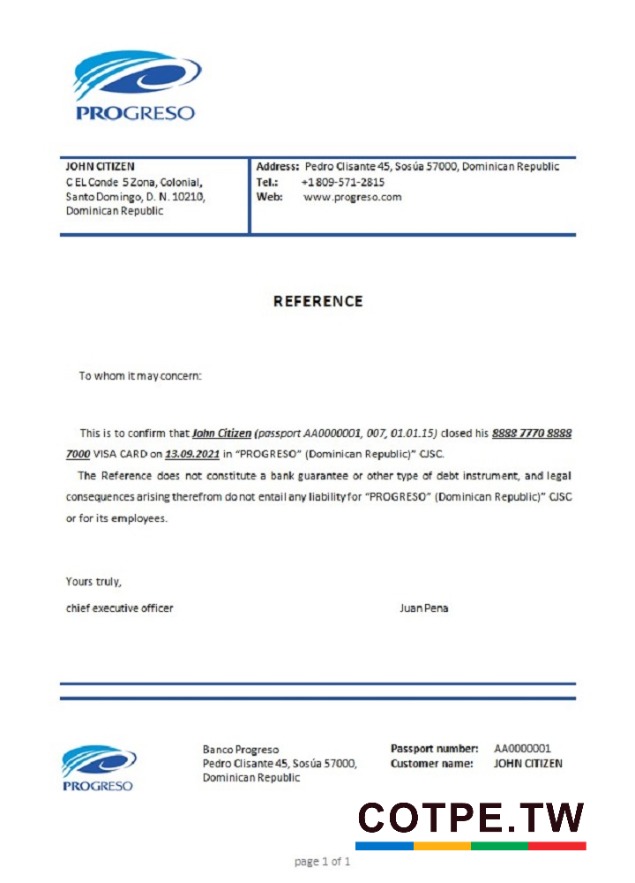 PROGRESO
JOHN CITIZEN
C EL Conde 5 Zona, Colonial,
Santo Domingo, D. N. 10210,
Dominican Republic
Address: Pedro Clisante 45, Sosúa 57000, Dominican Republic
Tel.: +1 809-571-2815
Web: www.progreso.com
REFERENCE
To whom it may concern:
This is to confirm that John Citizen (passport AA0000001, 007, 01.01.15) closed his 8888 7770 8888
7000 VISA CARD on 13.09.2021 in "PROGRESO" (Dominican Republic)" CJSC.
The Reference does not constitute a bank guarantee or other type of debt instrument, and legal
consequences arising therefrom do not entail any liability for "PROGRESO" (Dominican Republic)" CJSC
or for its employees.
Yours truly,
chief executive officer Juan Pena
PROGRESO
Banco Progreso
Pedro Clisante 45, Sosúa 57000,
Dominican Republic
Passport number: AA0000001
Customer name: JOHN CITIZEN
COTPE.TW
page 1 of 1